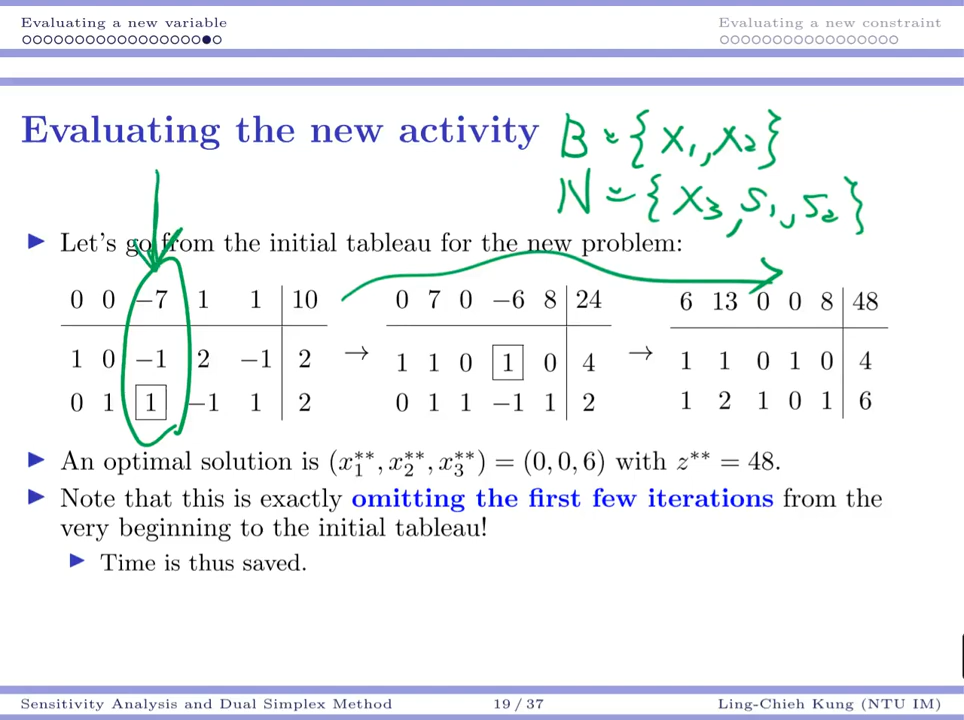 Evaluating a new variable Evaluating a new constraint
Evaluating the new activity B = {x₁, x₂}
N = {x₃, s₁, s₂}
▶ Let's go from the initial tableau for the new problem:
0 0 −7 1 1 | 10 0 7 0 −6 8 | 24 6 13 0 0 8 | 48
1 0 −1 2 −1 | 2 → 1 1 0 1 0 | 4 → 1 1 0 1 0 | 4
0 1 1 −1 1 | 2 0 1 1 −1 1 | 2 1 2 1 0 1 | 6
▶ An optimal solution is (x₁**, x₂**, x₃**) = (0, 0, 6) with z** = 48.
▶ Note that this is exactly omitting the first few iterations from the
very beginning to the initial tableau!
▶ Time is thus saved.
Sensitivity Analysis and Dual Simplex Method 19 / 37 Ling-Chieh Kung (NTU IM)